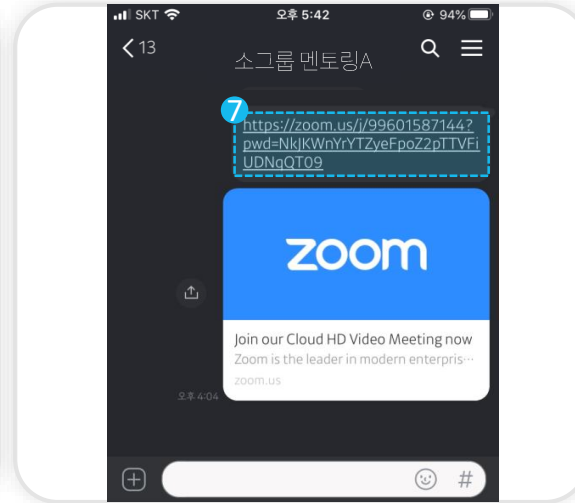 SKT 오후 5:42 94%
13 소그룹 멘토링A
7
https://zoom.us/j/99601587144?
pwd=NkJKWnYrYTZyeFpoZ2pTTVFi
UDNqQT09
zoom
Join our Cloud HD Video Meeting now
Zoom is the leader in modern enterpris···
zoom.us
오후 4:04
#